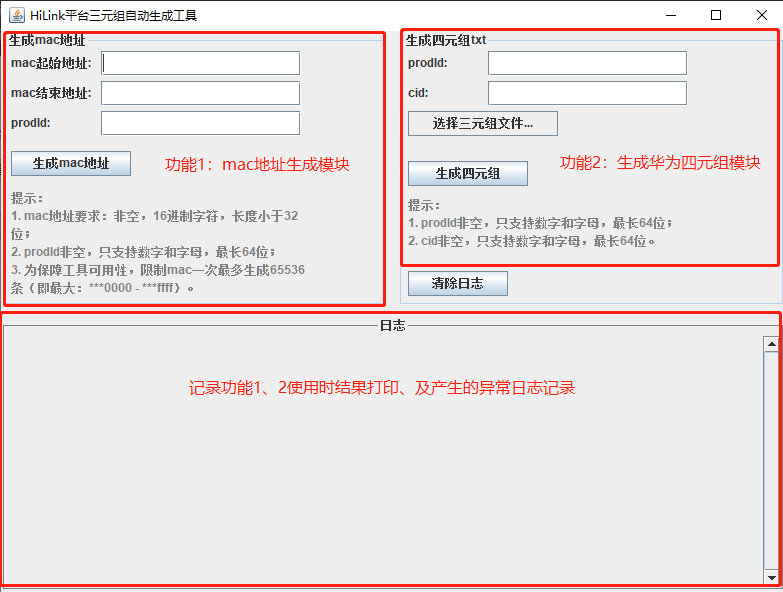 HiLink平台三元组自动生成工具
生成mac地址
mac起始地址:
mac结束地址:
prodId:
生成mac地址
功能1：mac地址生成模块
提示：
1. mac地址要求：非空，16进制字符，长度小于32
位；
2. prodId非空，只支持数字和字母，最长64位；
3. 为保障工具可用性，限制mac一次最多生成65536
条（即最大：***0000 - ***ffff）。
生成四元组txt
prodId:
cid:
选择三元组文件...
生成四元组
功能2：生成华为四元组模块
提示：
1. prodId非空，只支持数字和字母，最长64位；
2. cid非空，只支持数字和字母，最长64位。
清除日志
日志
记录功能1、2使用时结果打印、及产生的异常日志记录